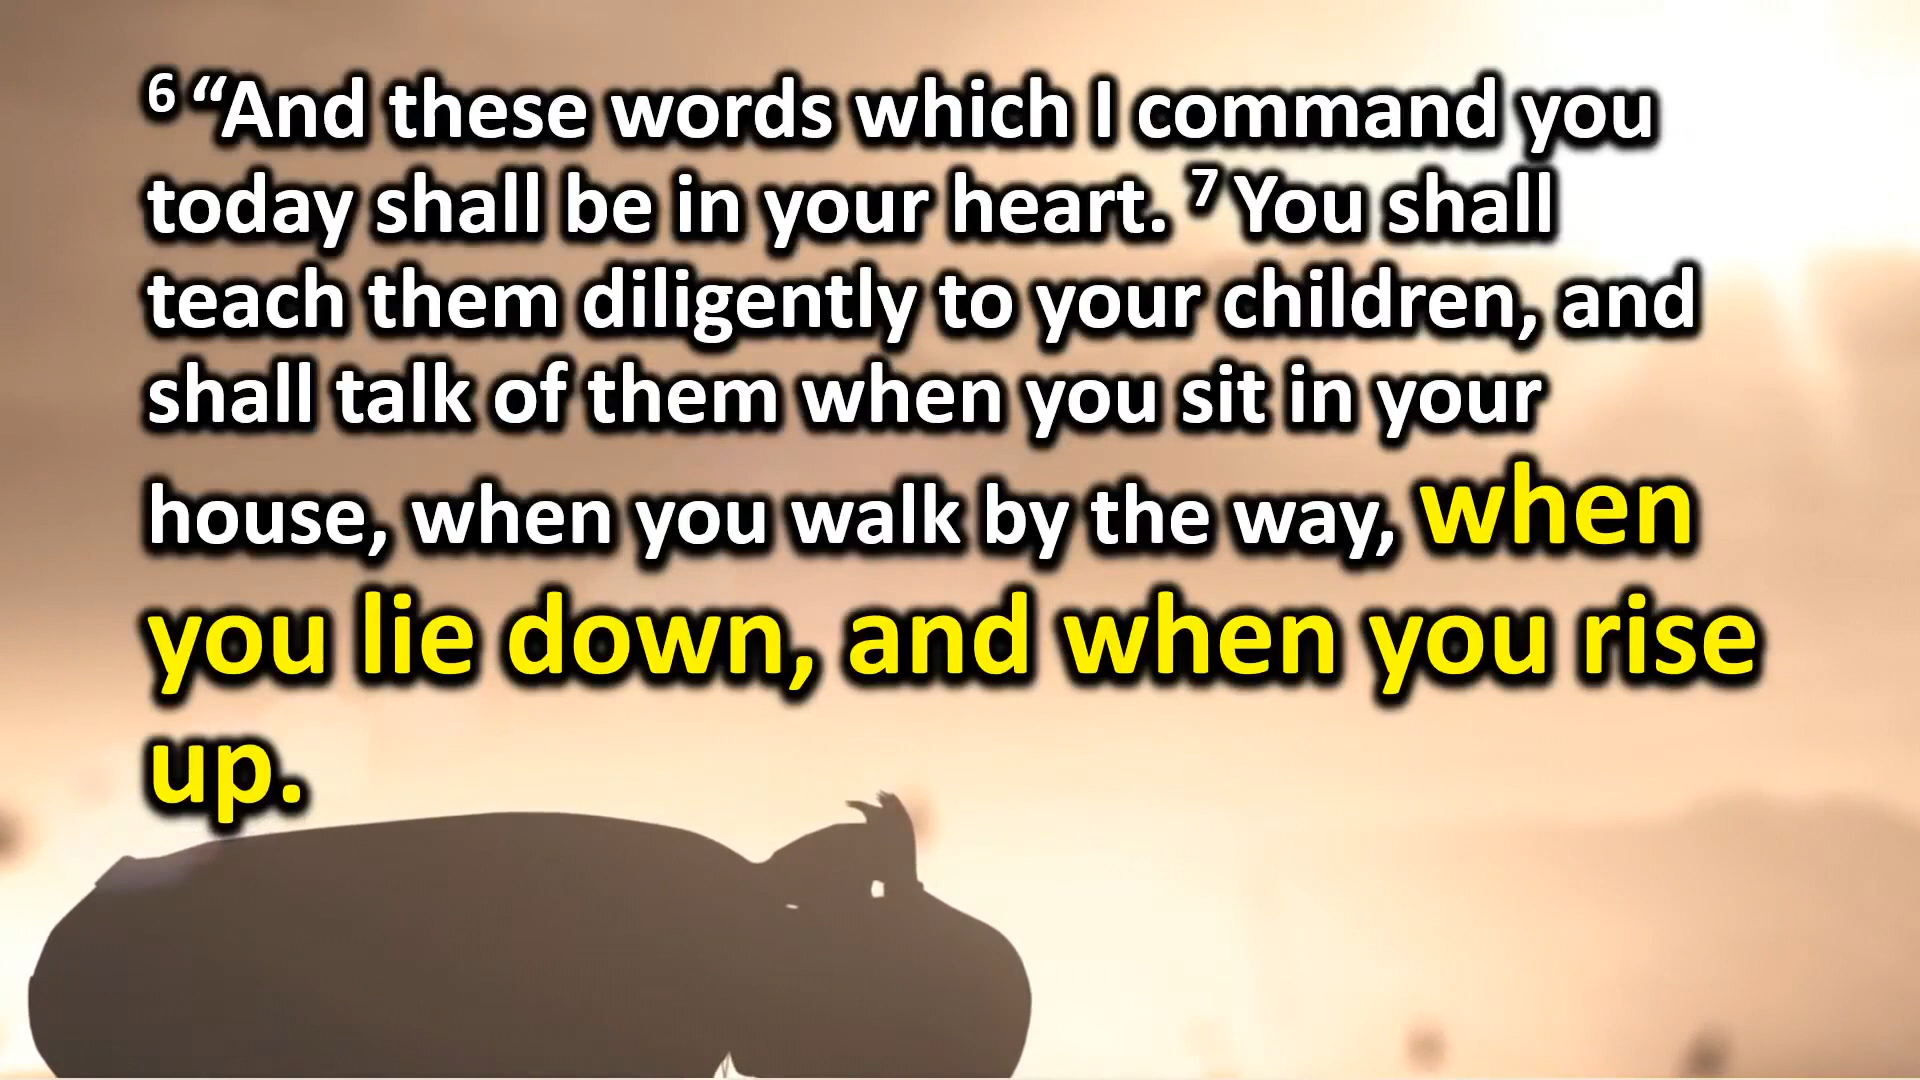 6 “And these words which I command you
today shall be in your heart. 7 You shall
teach them diligently to your children, and
shall talk of them when you sit in your
house, when you walk by the way, when
you lie down, and when you rise
up.